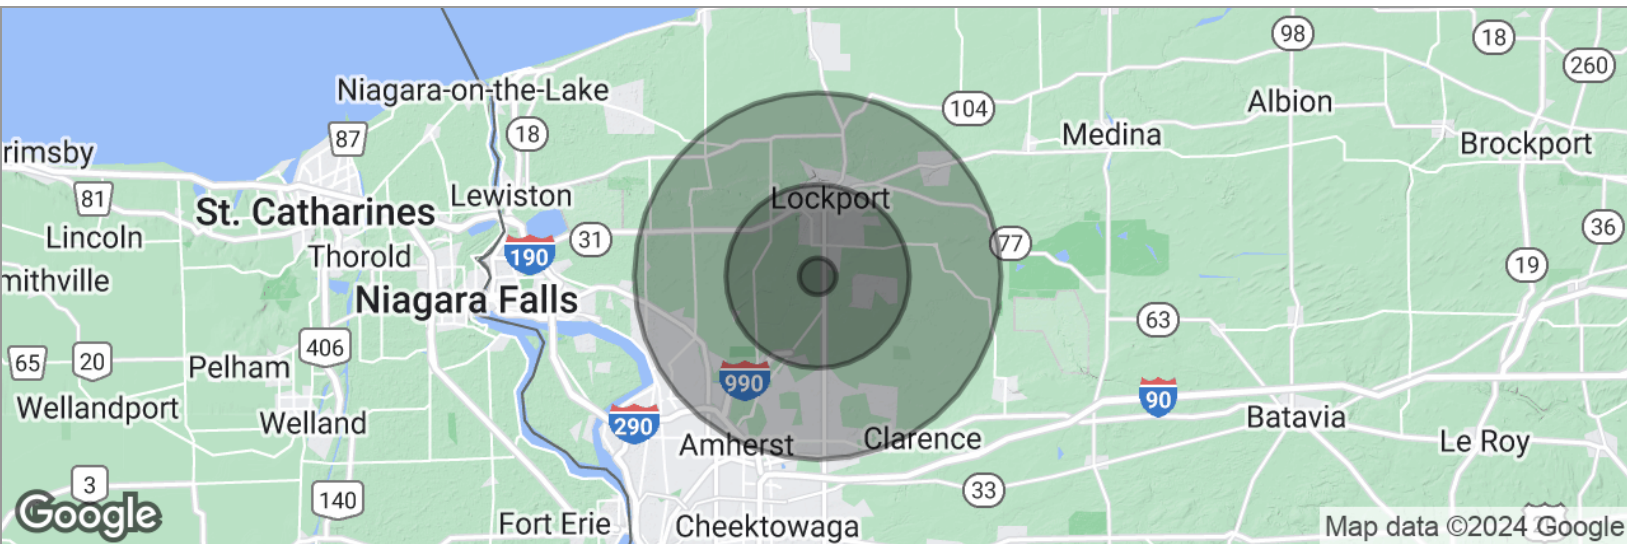 98
18
260
Niagara-on-the-Lake
104
Albion
87
18
Medina
Brockport
rimsby
81
Lewiston
Lockport
St. Catharines
36
Lincoln
Thorold
31
77
190
19
mithville
Niagara Falls
63
406
65
20
Pelham
990
90
Wellandport
Welland
290
Amherst
Clarence
Batavia
Le Roy
3
140
33
Google
Fort Erie
Cheektowaga
Map data ©2024 Google